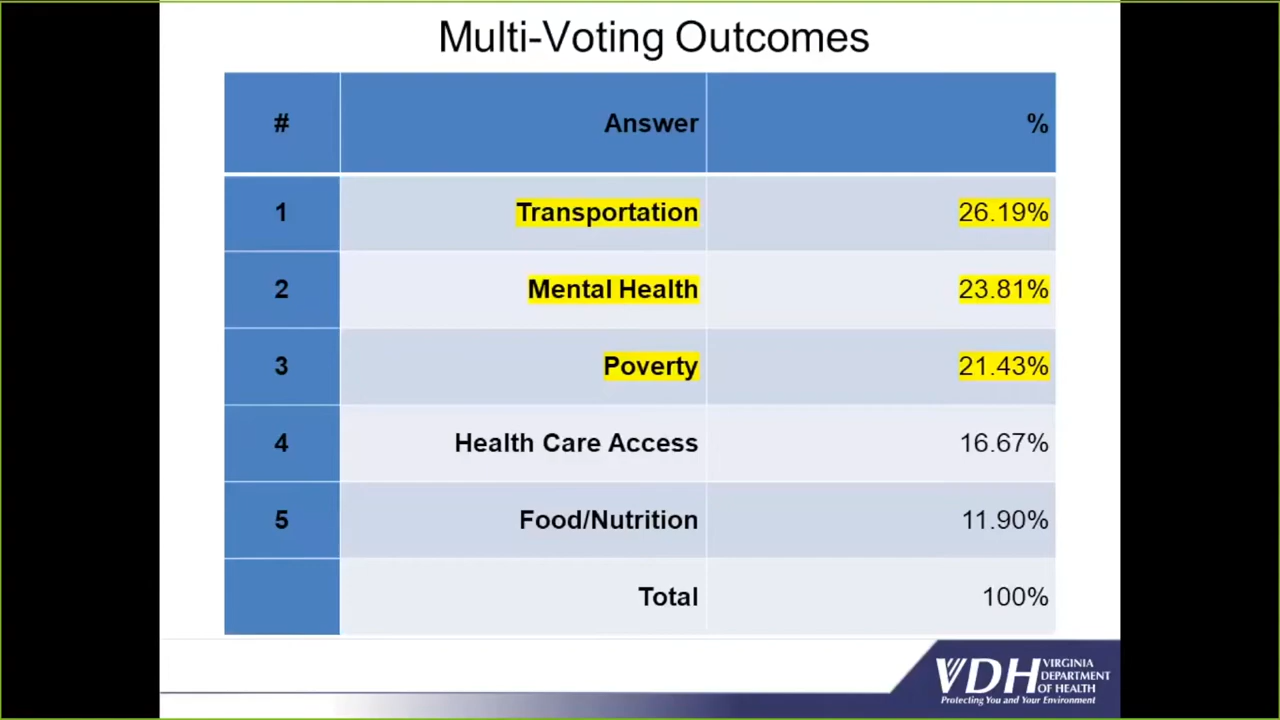 Multi-Voting Outcomes
# Answer %
1 Transportation 26.19%
2 Mental Health 23.81%
3 Poverty 21.43%
4 Health Care Access 16.67%
5 Food/Nutrition 11.90%
Total 100%
VDH VIRGINIA
DEPARTMENT
OF HEALTH
Protecting You and Your Environment